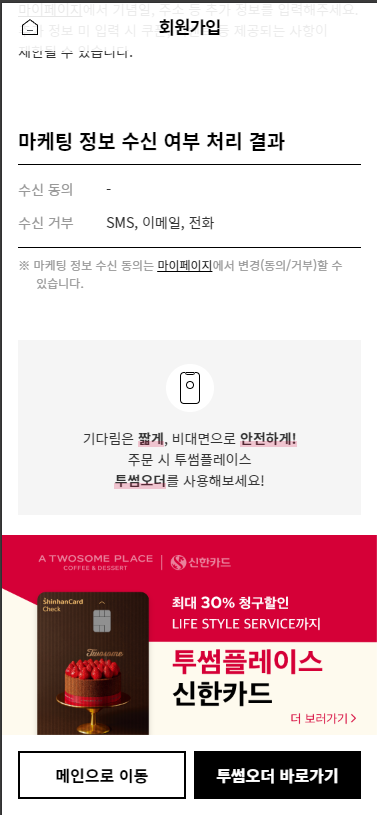 마이페이지에서 기념일, 주소 등 추가 정보를 입력해주세요.
회원가입
정보 미 입력 시
등 제공되는 사항이
제한될 수 있습니다.
마케팅 정보 수신 여부 처리 결과
수신 동의 -
수신 거부 SMS, 이메일, 전화
※ 마케팅 정보 수신 동의는 마이페이지에서 변경(동의/거부)할 수
있습니다.
기다림은 짧게, 비대면으로 안전하게!
주문 시 투썸플레이스
투썸오더를 사용해보세요!
A TWOSOME PLACE | 신한카드
COFFEE & DESSERT
ShinhanCard
Check
Twosome
최대 30% 청구할인
LIFE STYLE SERVICE까지
투썸플레이스
신한카드
더 보러가기 >
메인으로 이동
투썸오더 바로가기